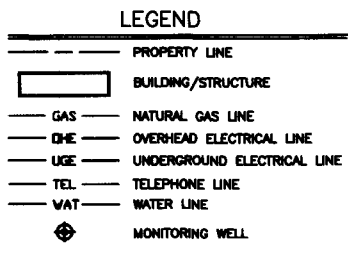 LEGEND
PROPERTY LINE
BUILDING/STRUCTURE
GAS NATURAL GAS LINE
OHE OVERHEAD ELECTRICAL LINE
UGE UNDERGROUND ELECTRICAL LINE
TEL TELEPHONE LINE
WAT WATER LINE
MONITORING WELL